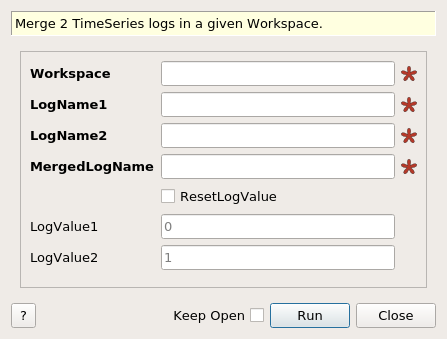 Merge 2 TimeSeries logs in a given Workspace.
Workspace
LogName1
LogName2
MergedLogName
ResetLogValue
LogValue1 0
LogValue2 1
? Keep Open Run Close